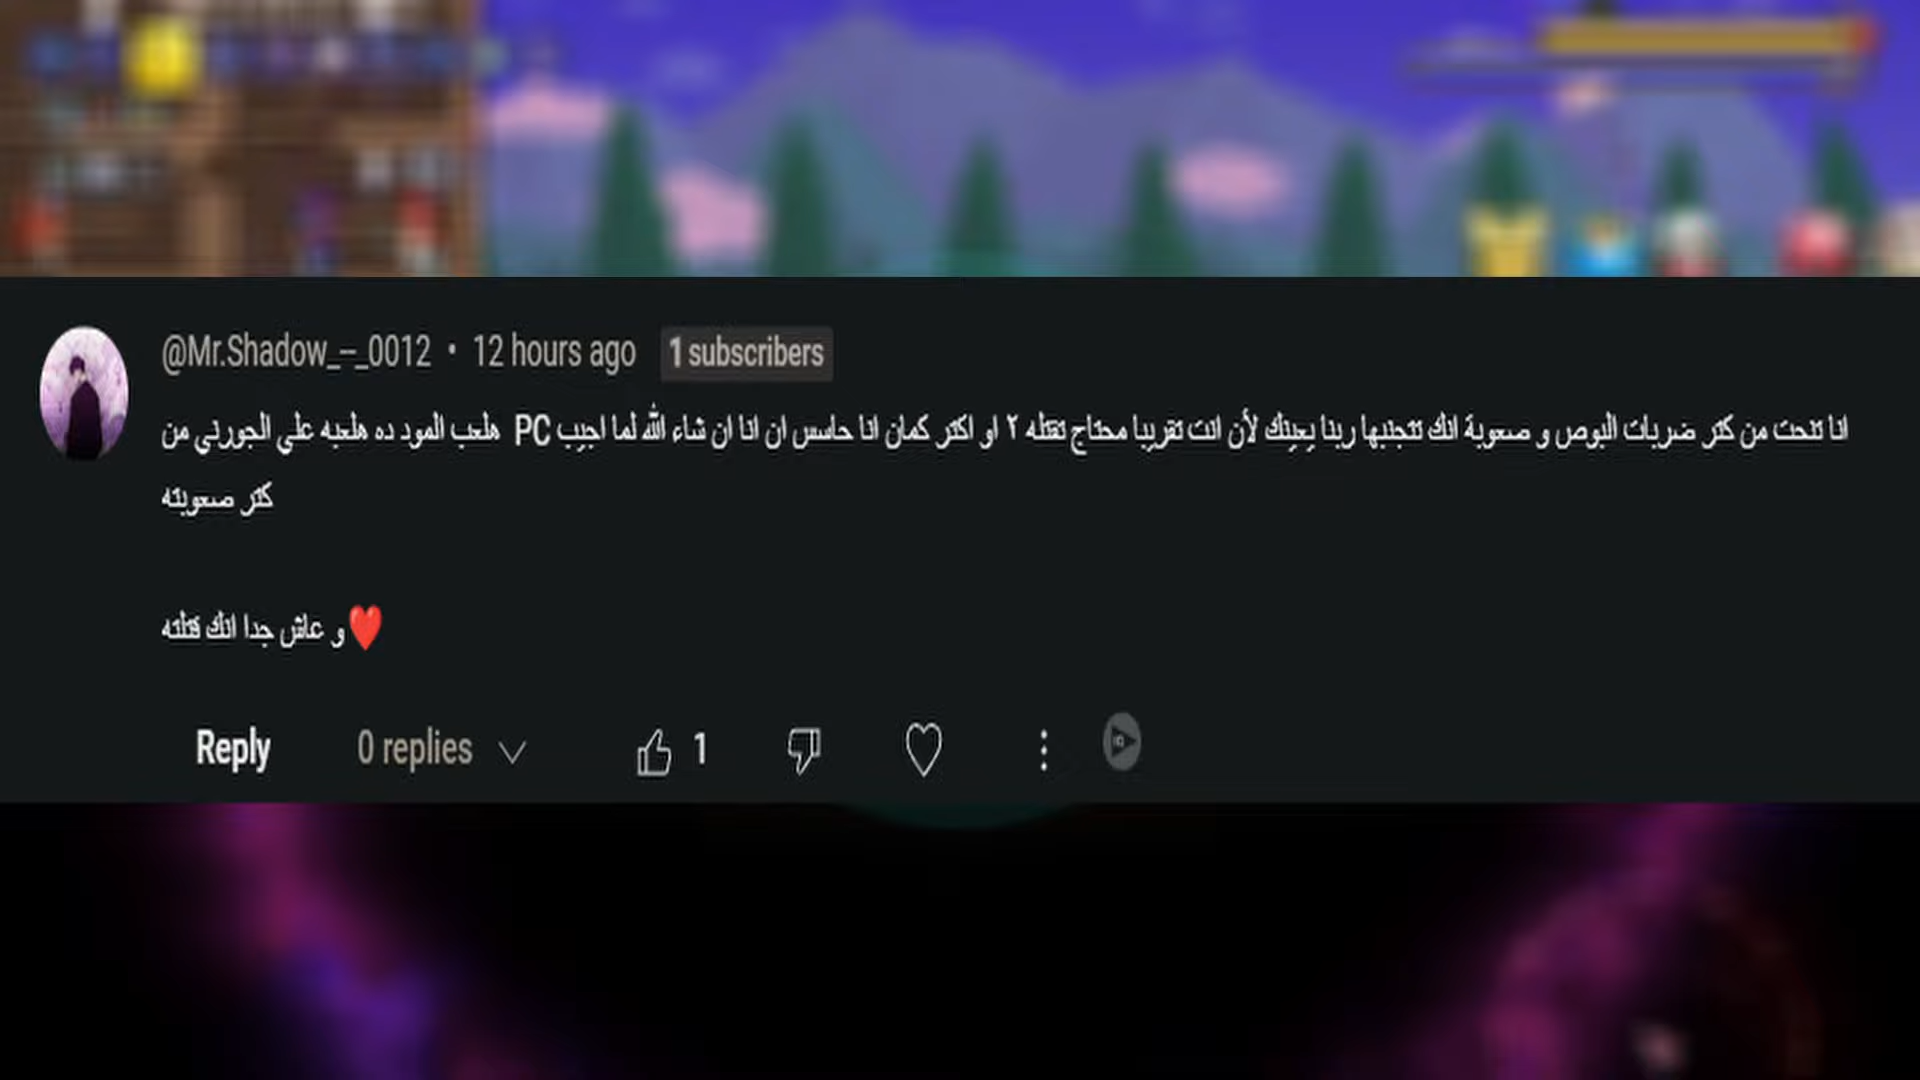 @Mr.Shadow_–_0012 • 12 hours ago 1 subscribers
انا تنحت من كتر ضربات البوص و صعوبة انك تتجنبها ربنا يعينك لأن انت تقريبا محتاج تقتله ٢ او اكتر كمان انا حاسس ان انا ان شاء الله لما اجيب PC هلعب المود ده هلعبه علي الجورني من
كتر صعوبته
و عاش جدا انك قتلته❤️
Reply 0 replies 1